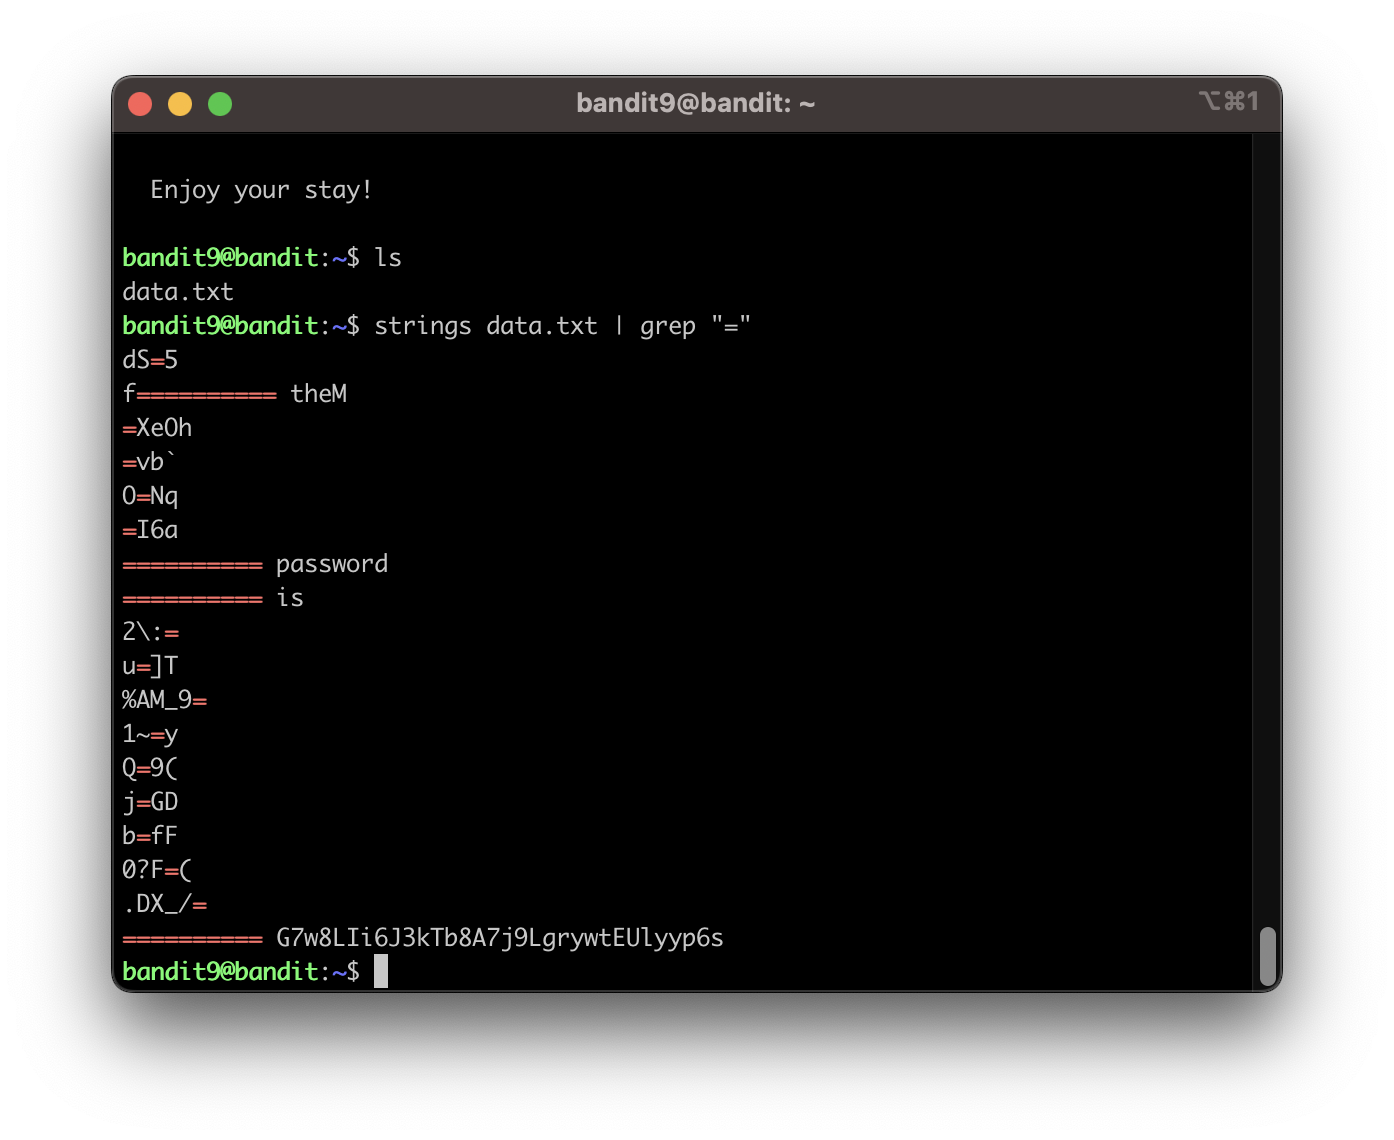 bandit9@bandit: ~
⌥⌘1
Enjoy your stay!
bandit9@bandit:~$ ls
data.txt
bandit9@bandit:~$ strings data.txt | grep "="
dS=5
f========== theM
=XeOh
=vb`
O=Nq
=I6a
========== password
========== is
2\:=
u=]T
%AM_9=
1~=y
Q=9(
j=GD
b=fF
0?F=(
.DX_/=
========== G7w8LIi6J3kTb8A7j9LgrywtEUlyyp6s
bandit9@bandit:~$